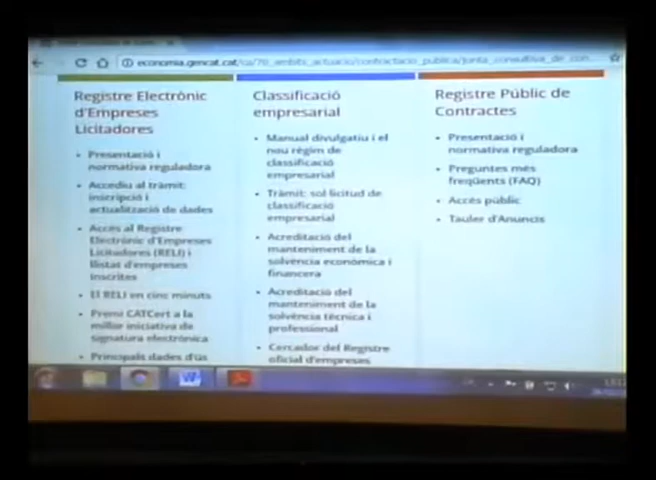 economia.gencat.cat/ca/70_ambits_actuacio/contractacio_publica/junta_consultiva_de_con...
Registre Electrònic
d'Empreses
Licitadores
Presentació i
normativa reguladora
Accediu al tràmit:
inscripció i
actualització de dades
Accés al Registre
Electrònic d'Empreses
Licitadores (RELI) i
llistat d'empreses
inscrites
El RELI en cinc minuts
Premi CATCert a la
millor iniciativa de
signatura electrònica
Principals dades d'ús
Classificació
empresarial
Manual divulgatiu i el
nou règim de
classificació
empresarial
Tràmit: sol·licitud de
classificació
empresarial
Acreditació del
manteniment de la
solvència econòmica i
financera
Acreditació del
manteniment de la
solvència tècnica i
professional
Cercador del Registre
oficial d'empreses
Registre Públic de
Contractes
Presentació i
normativa reguladora
Preguntes més
freqüents (FAQ)
Accés públic
Tauler d'Anuncis